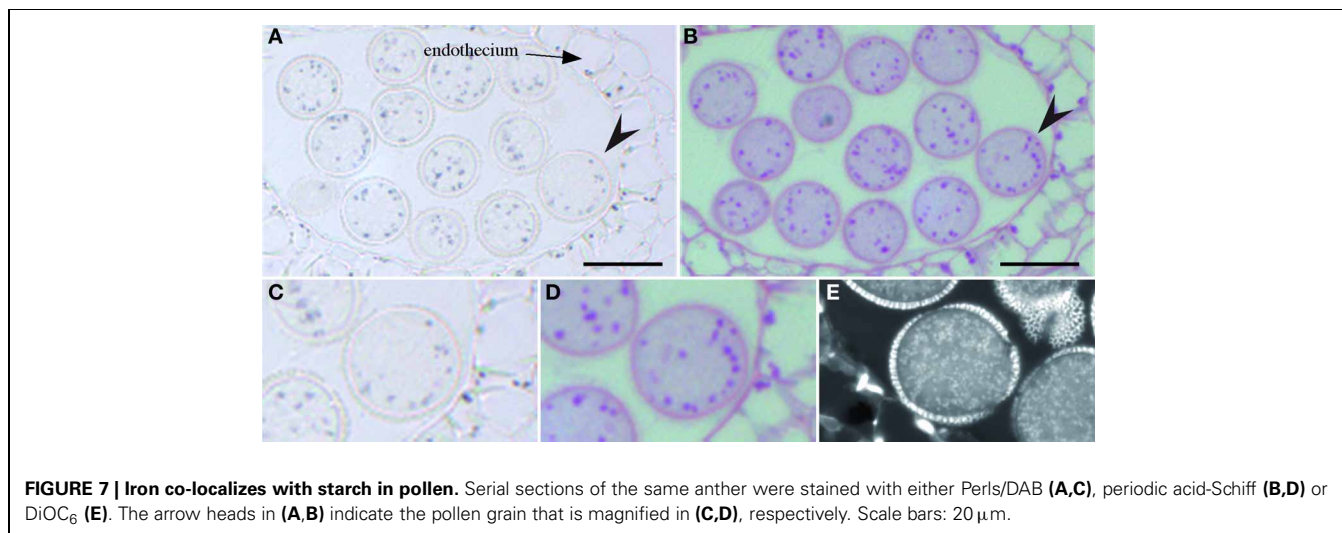 A
endothecium
B
C
D
E
FIGURE 7 | Iron co-localizes with starch in pollen. Serial sections of the same anther were stained with either Perls/DAB (A,C), periodic acid-Schiff (B,D) or
DiOC₆ (E). The arrow heads in (A,B) indicate the pollen grain that is magnified in (C,D), respectively. Scale bars: 20 μm.